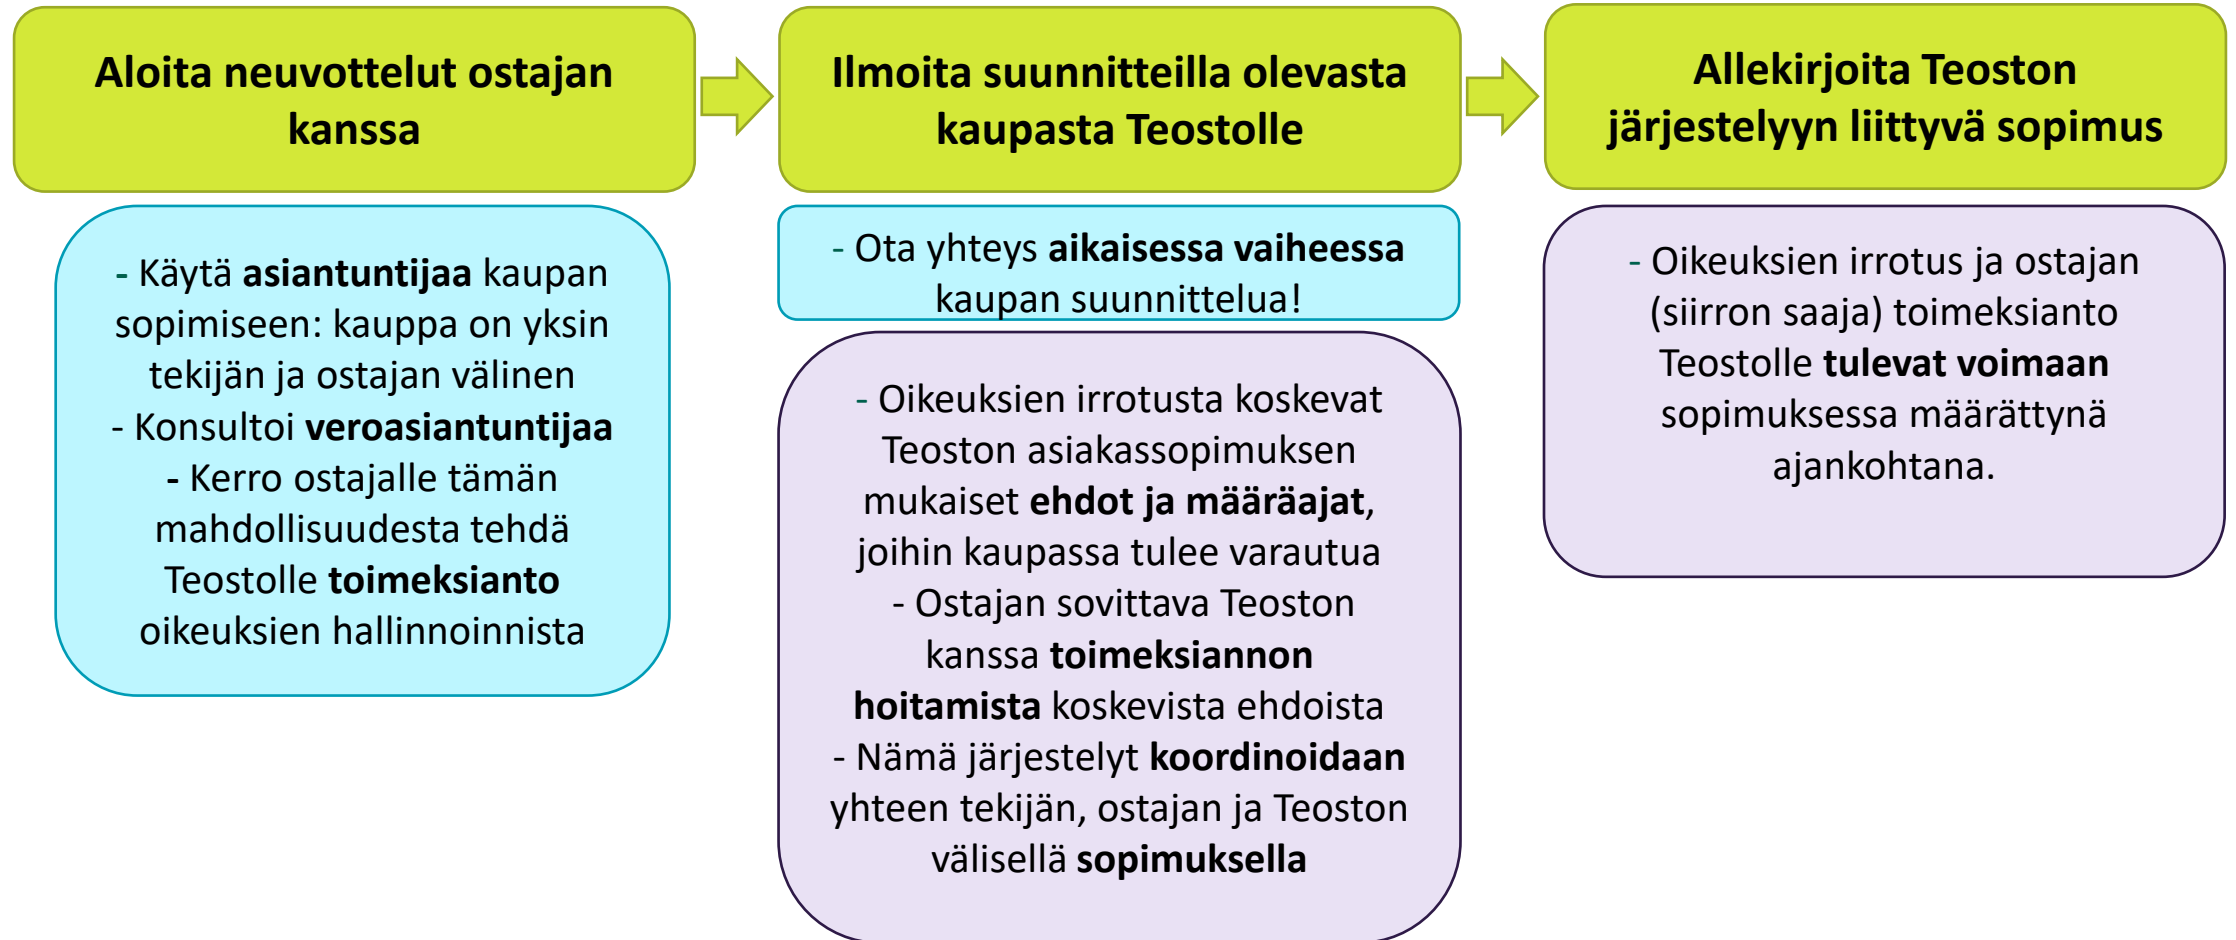 Aloita neuvottelut ostajan
kanssa
- Käytä asiantuntijaa kaupan
sopimiseen: kauppa on yksin
tekijän ja ostajan välinen
- Konsultoi veroasiantuntijaa
- Kerro ostajalle tämän
mahdollisuudesta tehdä
Teostolle toimeksianto
oikeuksien hallinnoinnista
Ilmoita suunnitteilla olevasta
kaupasta Teostolle
- Ota yhteys aikaisessa vaiheessa
kaupan suunnittelua!
- Oikeuksien irrotusta koskevat
Teoston asiakassopimuksen
mukaiset ehdot ja määräajat,
joihin kaupassa tulee varautua
- Ostajan sovittava Teoston
kanssa toimeksiannon
hoitamista koskevista ehdoista
- Nämä järjestelyt koordinoidaan
yhteen tekijän, ostajan ja Teoston
välisellä sopimuksella
Allekirjoita Teoston
järjestelyyn liittyvä sopimus
- Oikeuksien irrotus ja ostajan
(siirron saaja) toimeksianto
Teostolle tulevat voimaan
sopimuksessa määrättynä
ajankohtana.